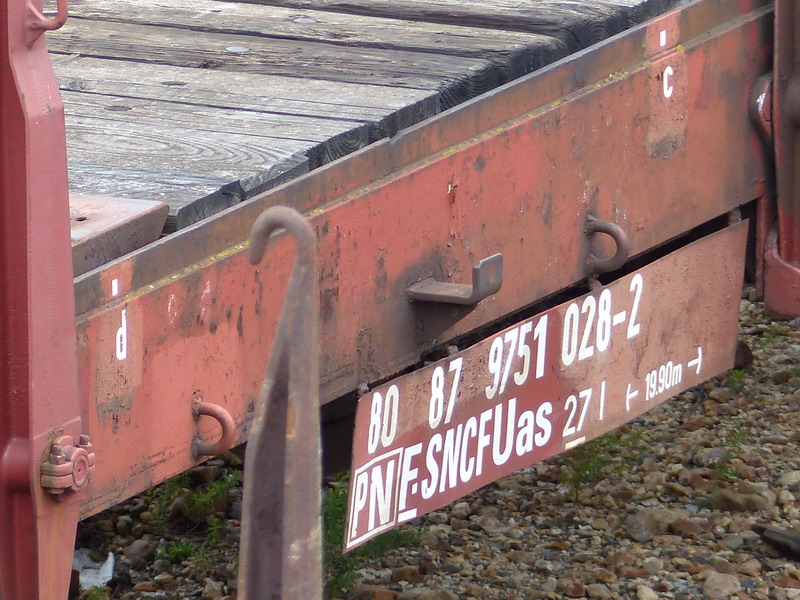 c
d
80 87 9751 028-2
PN F-SNCF Uas 27 | ←19.90m→